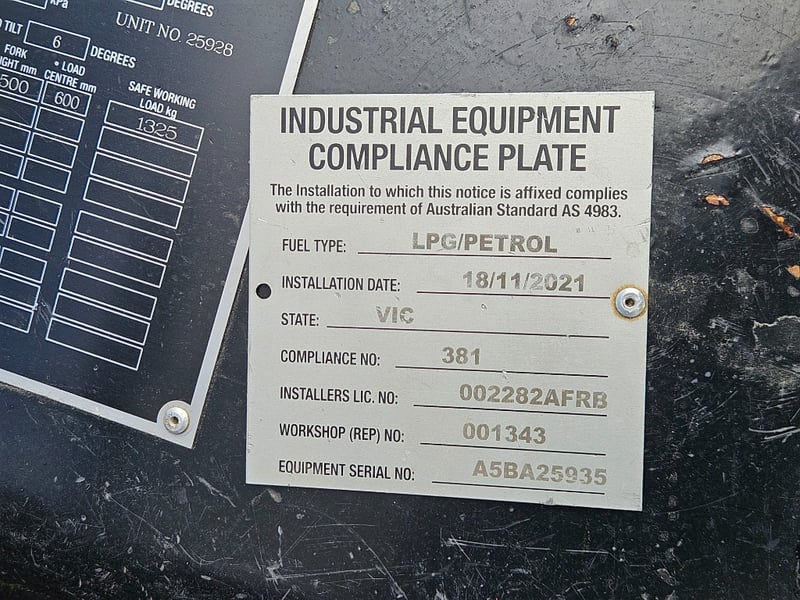 kPa
DEGREES
UNIT NO. 25928
TILT 6 DEGREES
FORK
mm
• LOAD
CENTRE mm
SAFE WORKING
LOAD kg
500 600 1325
INDUSTRIAL EQUIPMENT
COMPLIANCE PLATE
The Installation to which this notice is affixed complies
with the requirement of Australian Standard AS 4983.
FUEL TYPE: LPG/PETROL
INSTALLATION DATE: 18/11/2021
STATE: VIC
COMPLIANCE NO: 381
INSTALLERS LIC. NO: 002282AFRB
WORKSHOP (REP) NO: 001343
EQUIPMENT SERIAL NO: A5BA25935